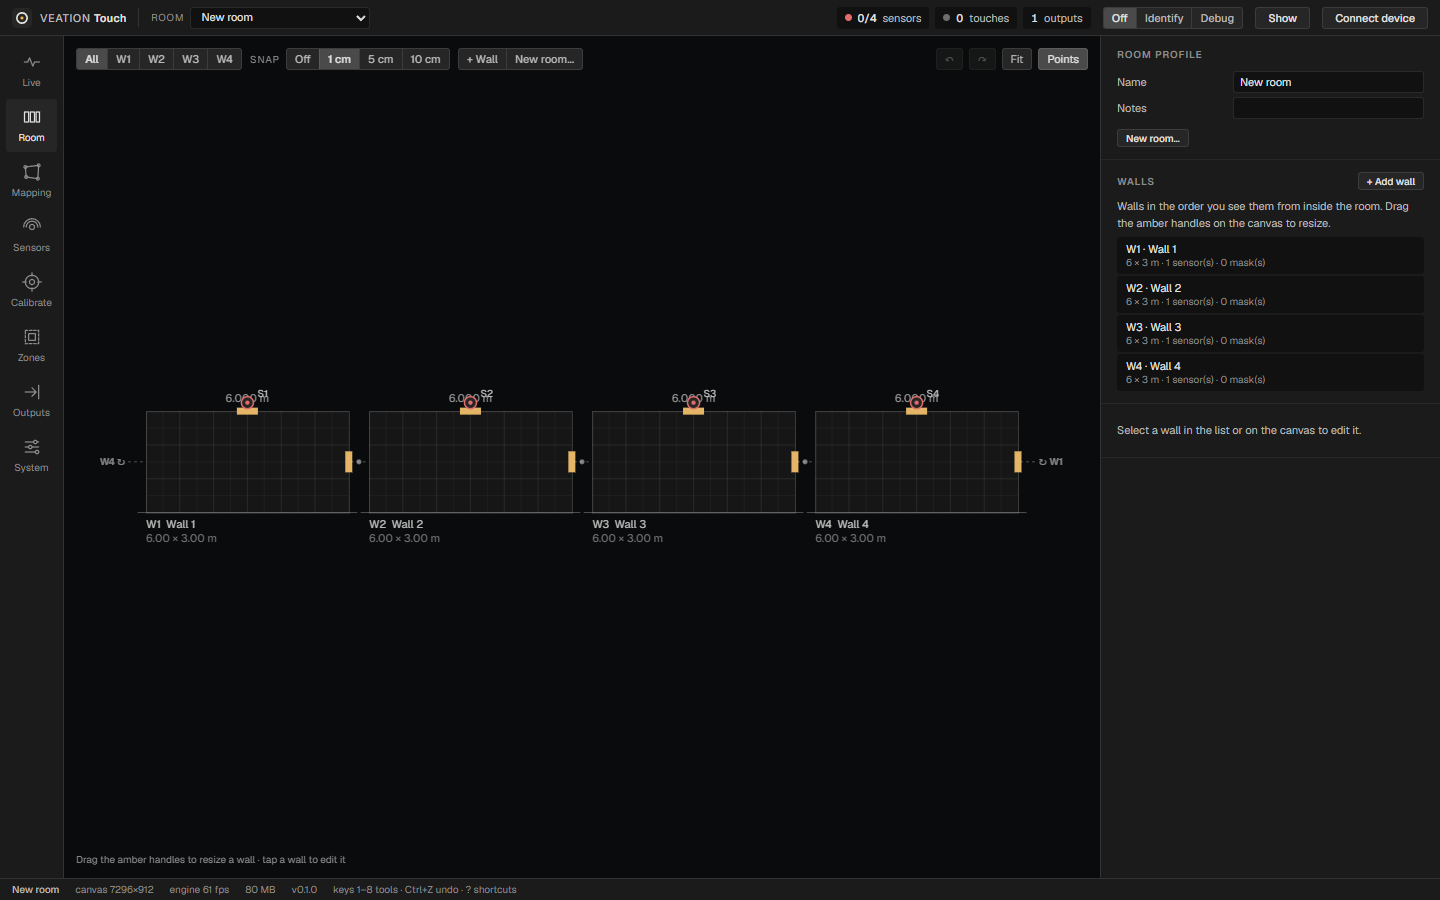 VEATION Touch
ROOM
New room
0/4 sensors
0 touches
1 outputs
Off
Identify
Debug
Show
Connect device
Live
Room
Mapping
Sensors
Calibrate
Zones
Outputs
System
All
W1
W2
W3
W4
SNAP
Off
1 cm
5 cm
10 cm
+ Wall
New room...
Fit
Points
S1
S2
S3
S4
W4 ↻
↻ W1
W1 Wall 1
6.00 × 3.00 m
W2 Wall 2
6.00 × 3.00 m
W3 Wall 3
6.00 × 3.00 m
W4 Wall 4
6.00 × 3.00 m
Drag the amber handles to resize a wall · tap a wall to edit it
ROOM PROFILE
Name
New room
Notes
New room...
WALLS
+ Add wall
Walls in the order you see them from inside the room. Drag
the amber handles on the canvas to resize.
W1 · Wall 1
6 × 3 m · 1 sensor(s) · 0 mask(s)
W2 · Wall 2
6 × 3 m · 1 sensor(s) · 0 mask(s)
W3 · Wall 3
6 × 3 m · 1 sensor(s) · 0 mask(s)
W4 · Wall 4
6 × 3 m · 1 sensor(s) · 0 mask(s)
Select a wall in the list or on the canvas to edit it.
New room
canvas 7296×912
engine 61 fps
80 MB
v0.1.0
keys 1–8 tools · Ctrl+Z undo · ? shortcuts